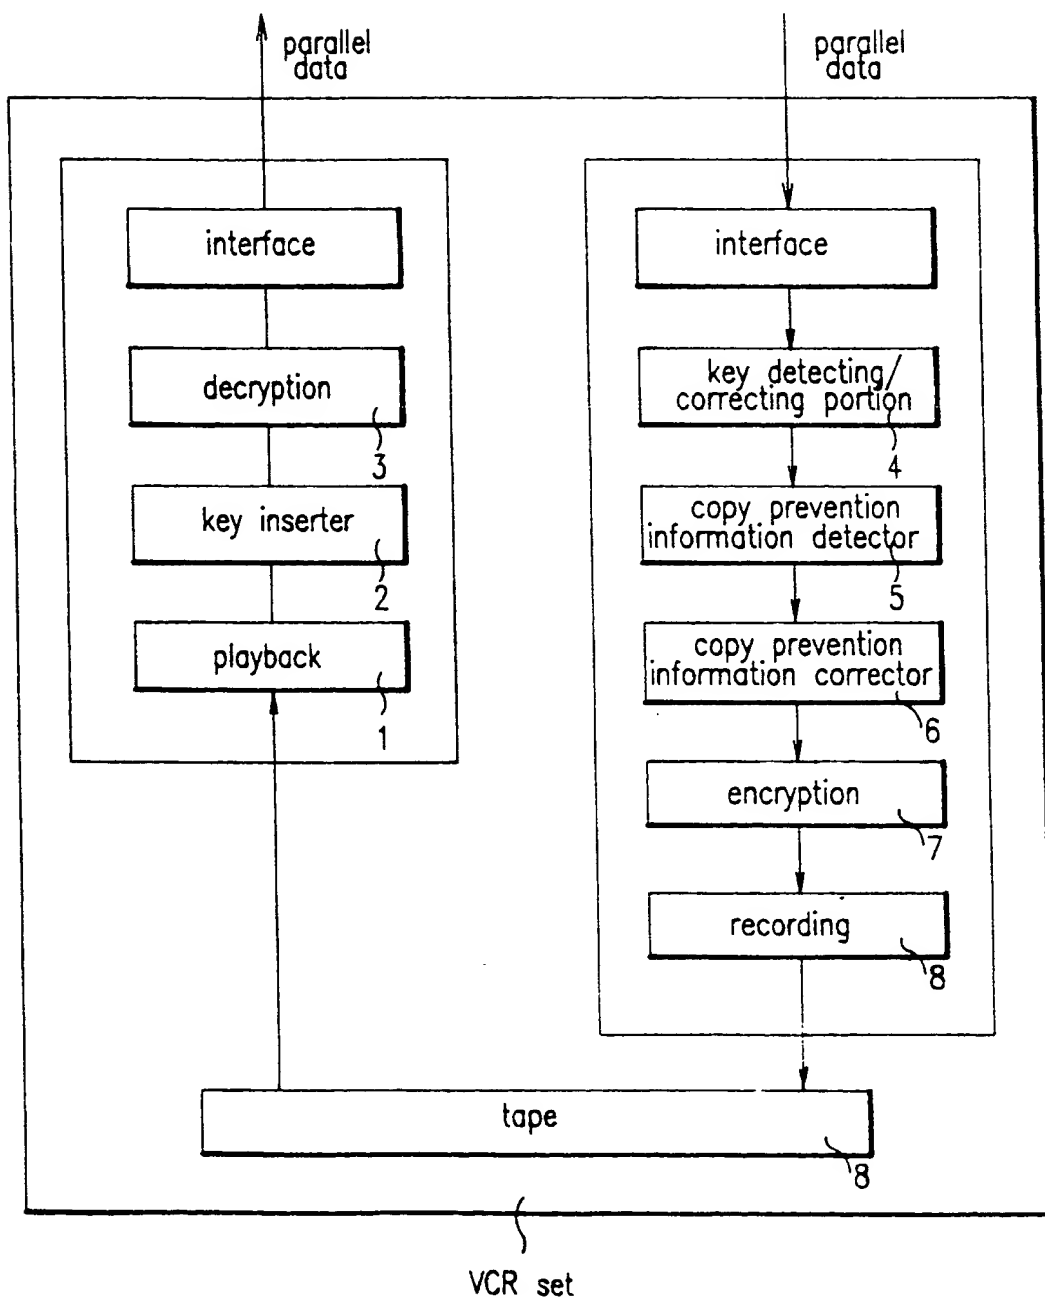 parallel
data
parallel
data
interface
decryption
3
key inserter
2
playback
1
interface
key detecting/
correcting portion
4
copy prevention
information detector
5
copy prevention
information corrector
6
encryption
7
recording
8
tape
8
VCR set